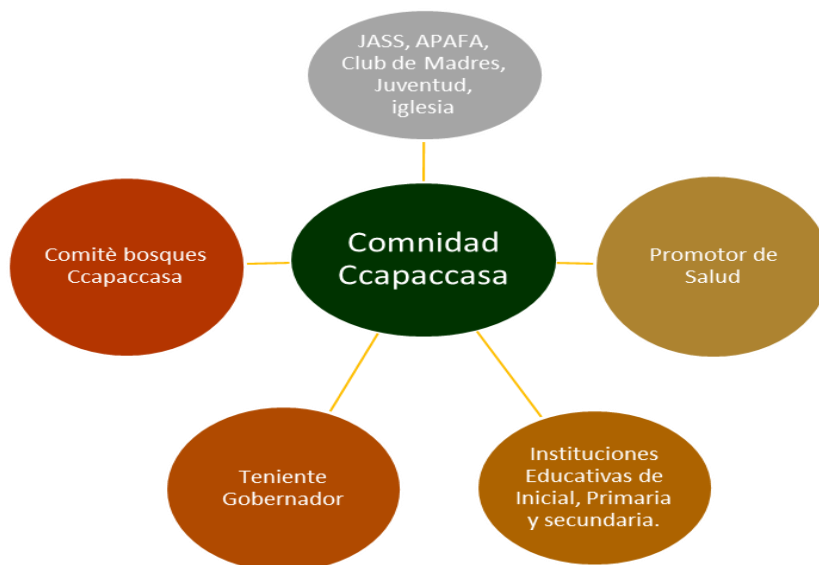 JASS, APAFA,
Club de Madres,
Juventud,
iglesia
Comitè bosques
Ccapaccasa
Comnidad
Ccapaccasa
Promotor de
Salud
Teniente
Gobernador
Instituciones
Educativas de
Inicial, Primaria
y secundaria.